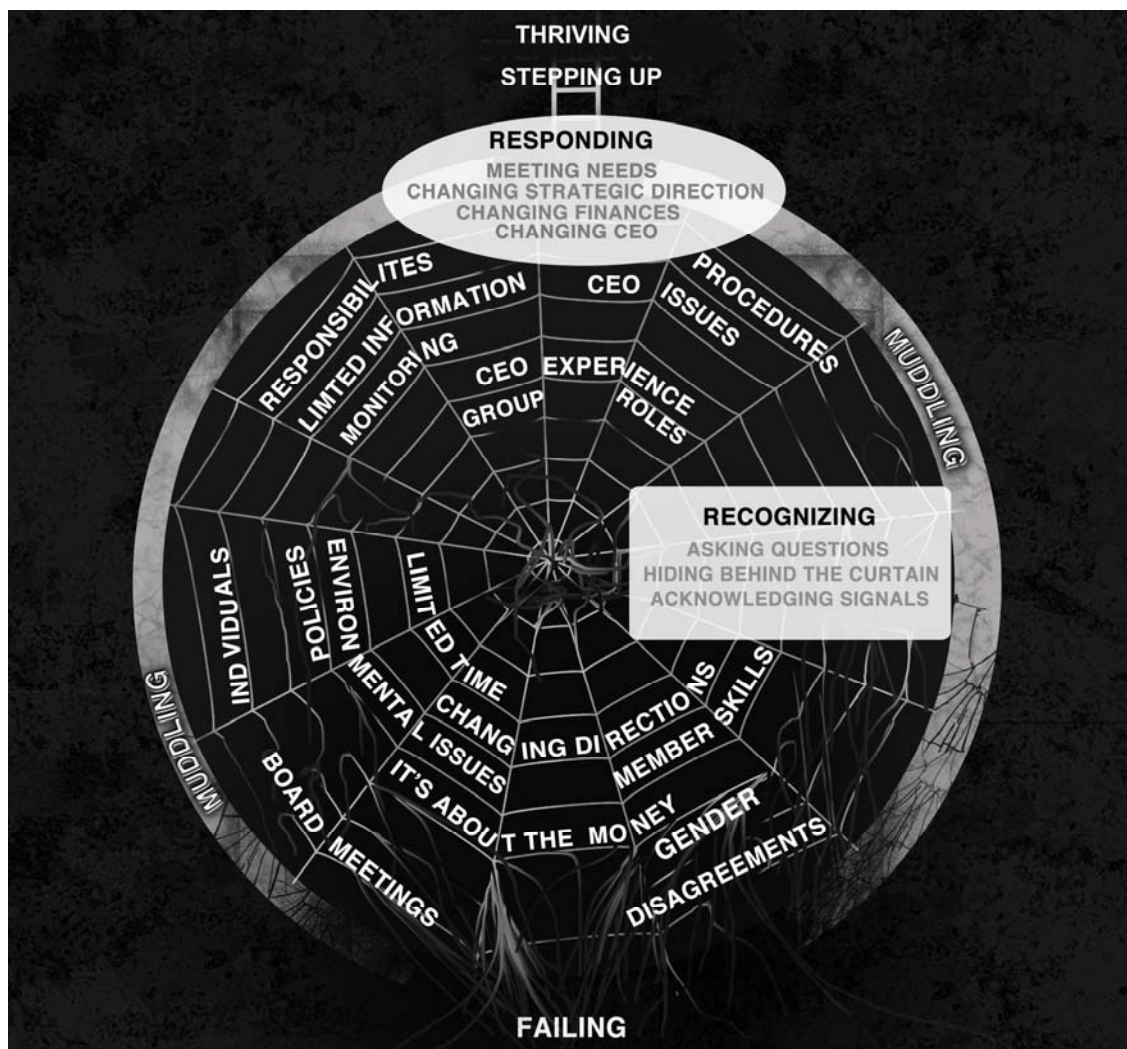 THRIVING
STEPPING UP
RESPONDING
MEETING NEEDS
CHANGING STRATEGIC DIRECTION
CHANGING FINANCES
CHANGING CEO
RESPONSIBILITES
LIMTED INFORMATION
MONITORING
CEO
PROCEDURES
ISSUES
CEO EXPERIENCE
GROUP ROLES
MUDDLING
RECOGNIZING
ASKING QUESTIONS
HIDING BEHIND THE CURTAIN
ACKNOWLEDGING SIGNALS
IND VIDUALS
POLICIES
ENVIRONMENTAL ISSUES
LIMITED TIME
CHANGING DIRECTIONS
MEMBER SKILLS
IT'S ABOUT THE MONEY
GENDER
DISAGREEMENTS
BOARD MEETINGS
MUDDLING
FAILING